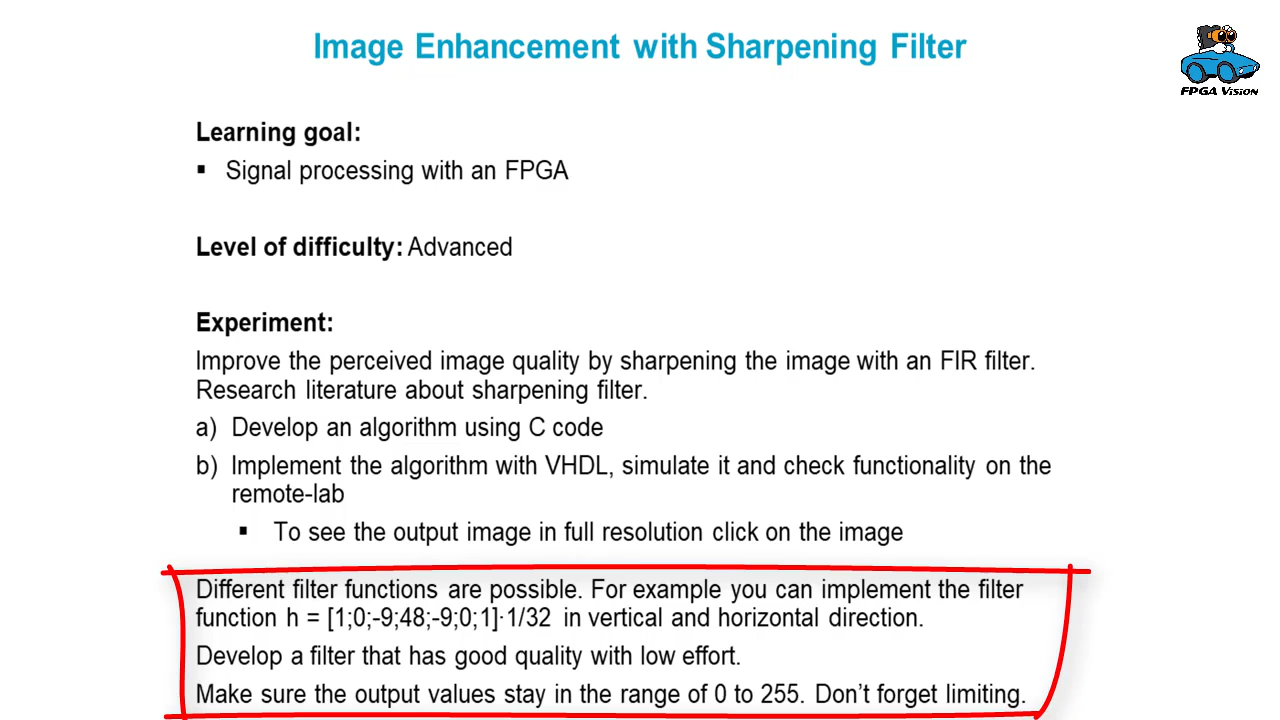 Image Enhancement with Sharpening Filter
FPGA Vision
Learning goal:
▪ Signal processing with an FPGA
Level of difficulty: Advanced
Experiment:
Improve the perceived image quality by sharpening the image with an FIR filter.
Research literature about sharpening filter.
a) Develop an algorithm using C code
b) Implement the algorithm with VHDL, simulate it and check functionality on the
remote-lab
▪ To see the output image in full resolution click on the image
Different filter functions are possible. For example you can implement the filter
function h = [1;0;-9;48;-9;0;1]·1/32 in vertical and horizontal direction.
Develop a filter that has good quality with low effort.
Make sure the output values stay in the range of 0 to 255. Don’t forget limiting.